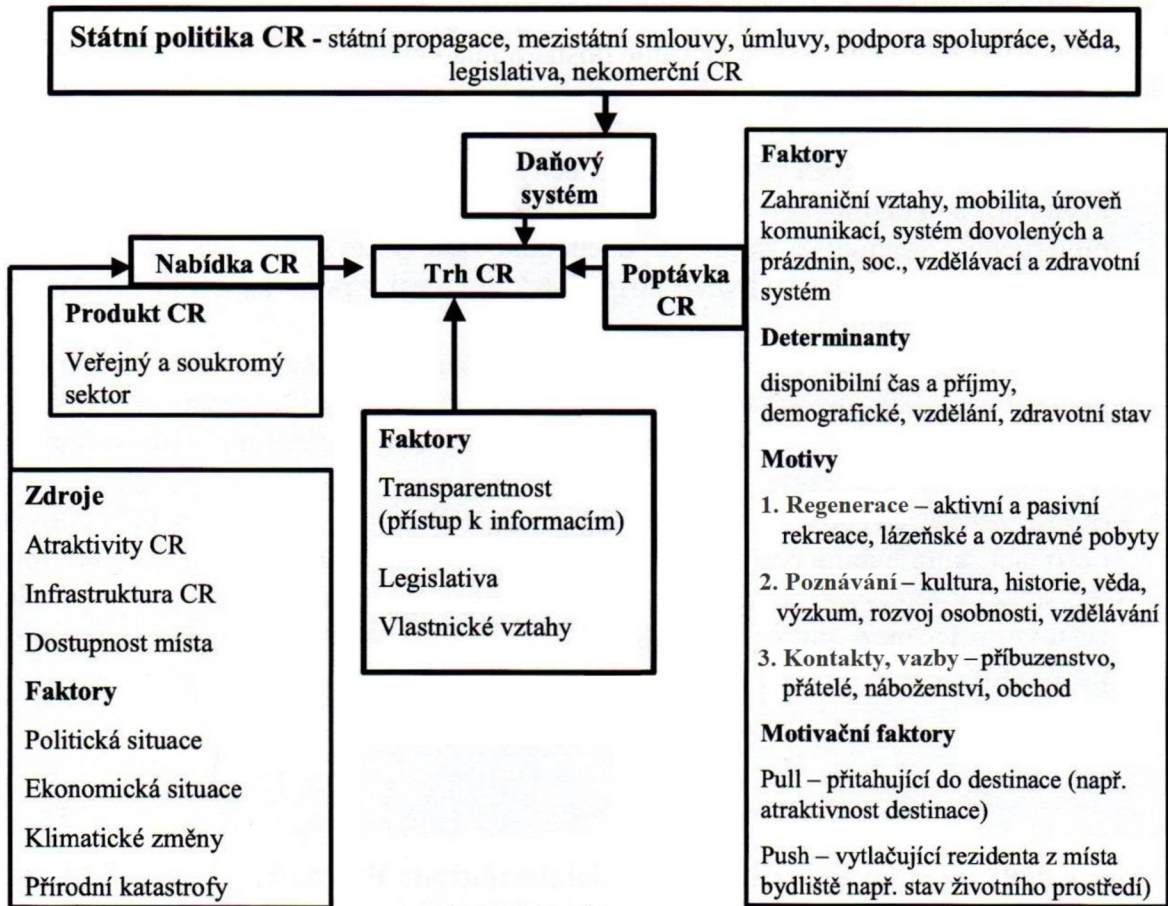 Státní politika CR - státní propagace, mezistátní smlouvy, úmluvy, podpora spolupráce, věda,
legislativa, nekomerční CR
Daňový
systém
Nabídka CR
Trh CR
Poptávka
CR
Produkt CR
Veřejný a soukromý
sektor
Zdroje
Atraktivity CR
Infrastruktura CR
Dostupnost místa
Faktory
Politická situace
Ekonomická situace
Klimatické změny
Přírodní katastrofy
Faktory
Transparentnost
(přístup k informacím)
Legislativa
Vlastnické vztahy
Faktory
Zahraniční vztahy, mobilita, úroveň
komunikací, systém dovolených a
prázdnin, soc., vzdělávací a zdravotní
systém
Determinanty
disponibilní čas a příjmy,
demografické, vzdělání, zdravotní stav
Motivy
1. Regenerace – aktivní a pasivní
rekreace, lázeňské a ozdravné pobyty
2. Poznávání – kultura, historie, věda,
výzkum, rozvoj osobnosti, vzdělávání
3. Kontakty, vazby – příbuzenstvo,
přátelé, náboženství, obchod
Motivační faktory
Pull – přitahující do destinace (např.
atraktivnost destinace)
Push – vytlačující rezidenta z místa
bydliště např. stav životního prostředí)